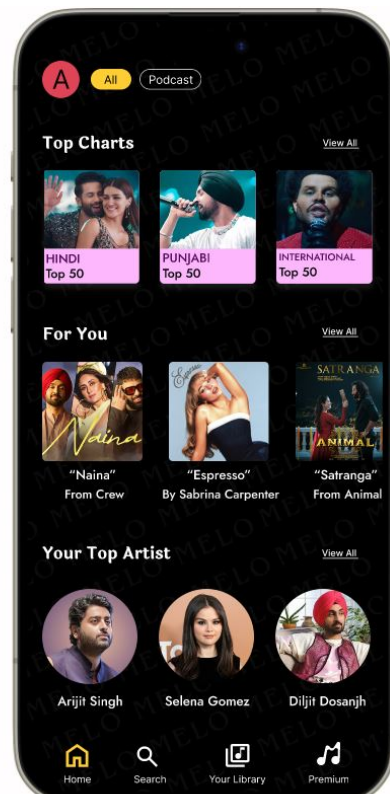 A
All
Podcast
Top Charts
View All
HINDI
Top 50
PUNJABI
Top 50
INTERNATIONAL
Top 50
For You
View All
Naina
Espresso
SATRANGA
ANIMAL
“Naina”
From Crew
“Espresso”
By Sabrina Carpenter
“Satranga”
From Animal
Your Top Artist
View All
Arijit Singh
Selena Gomez
Diljit Dosanjh
Home
Search
Your Library
Premium
MELO